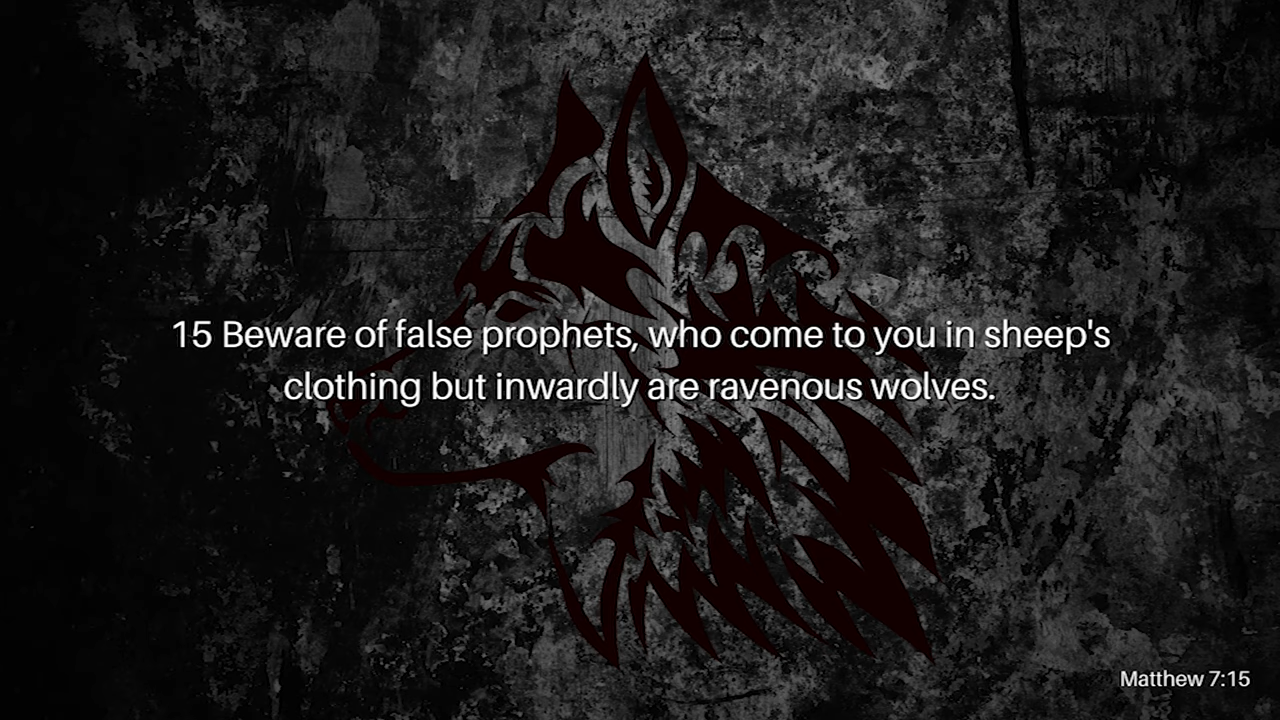 15 Beware of false prophets, who come to you in sheep's
clothing but inwardly are ravenous wolves.
Matthew 7:15